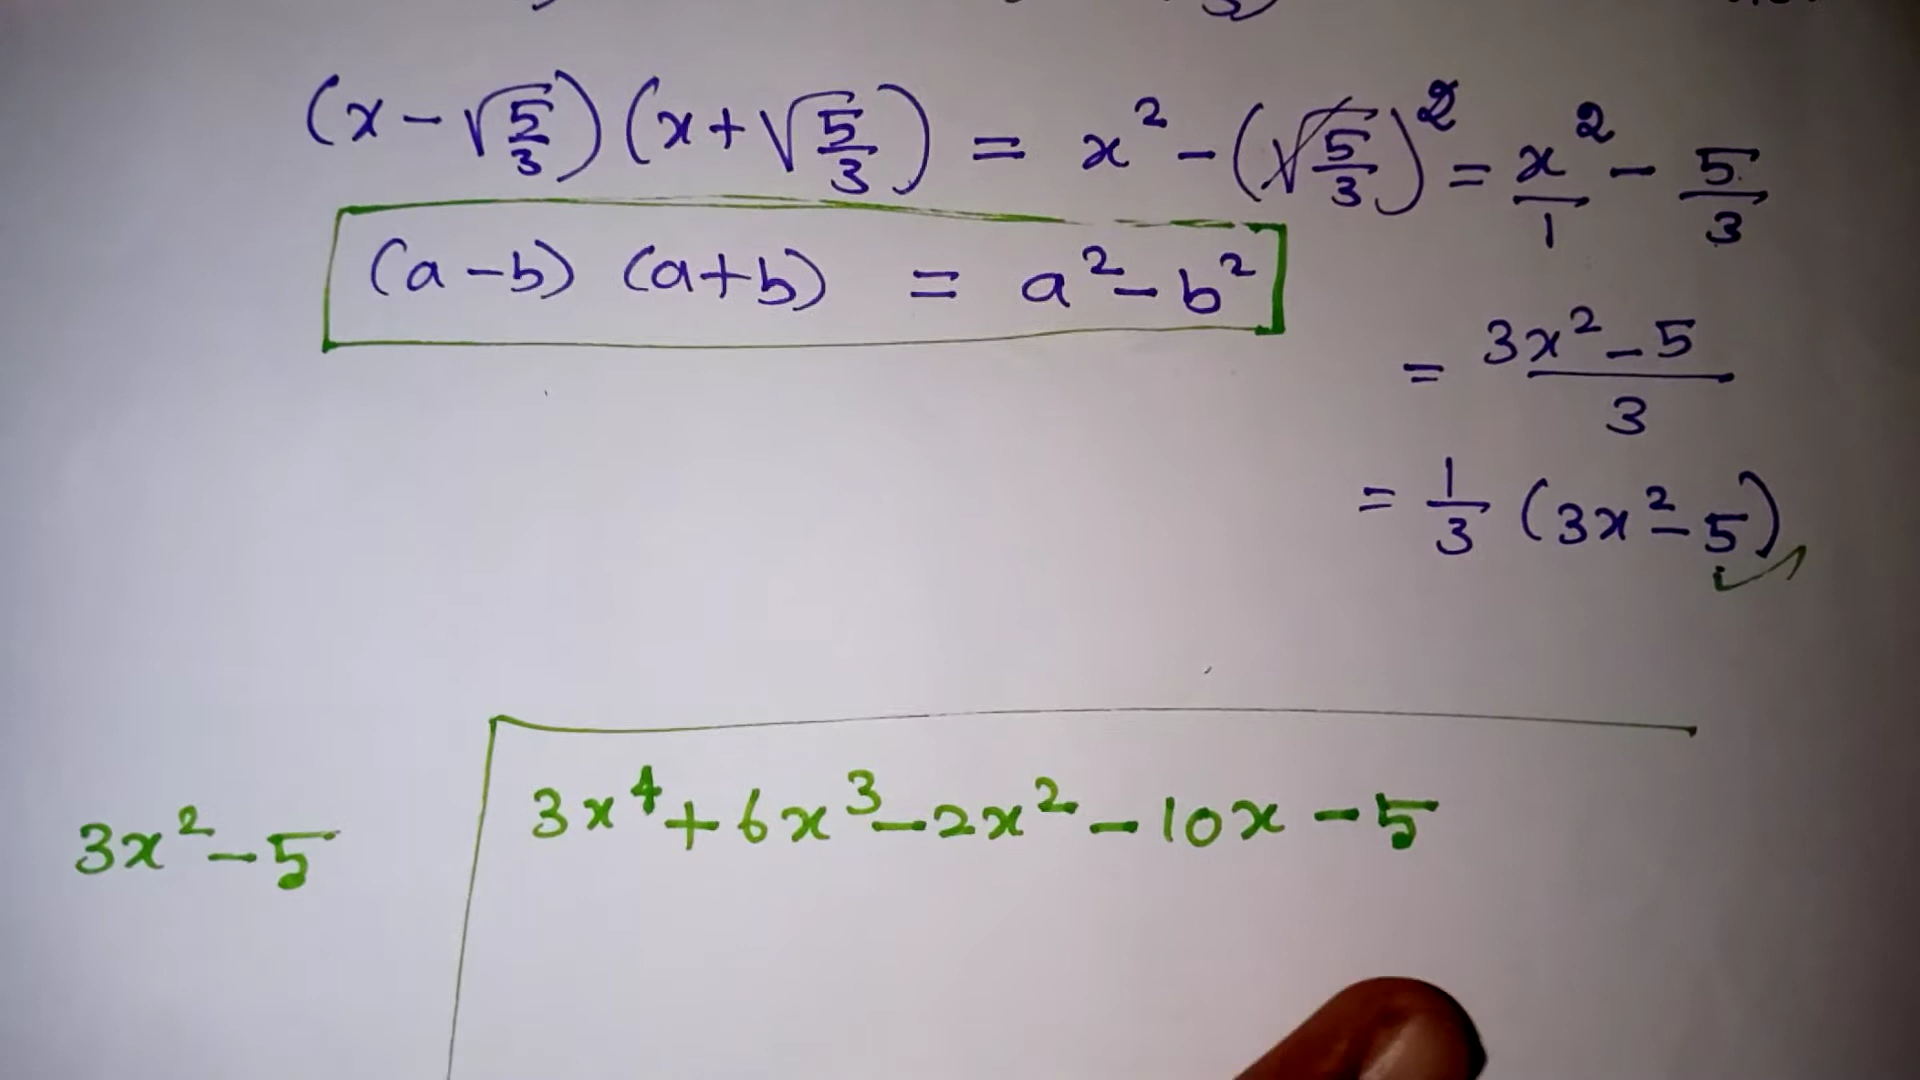 (x - √5/3) (x + √5/3) = x² - (√5/3)² = x²/1 - 5/3
(a - b) (a + b) = a² - b²
= 3x² - 5 / 3
= 1/3 (3x² - 5)
3x² - 5
3x⁴ + 6x³ - 2x² - 10x - 5